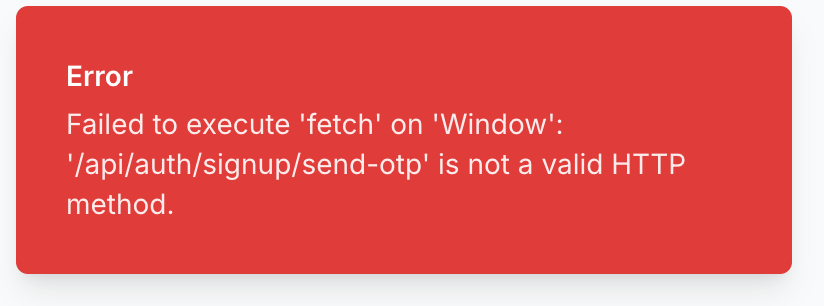 Error
Failed to execute 'fetch' on 'Window':
'/api/auth/signup/send-otp' is not a valid HTTP
method.